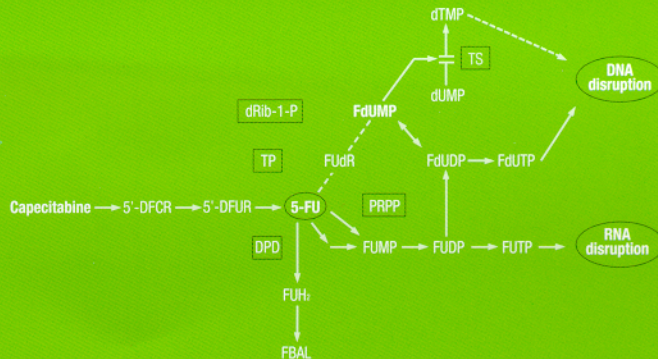 dTMP
TS
DNA
disruption
dUMP
dRib-1-P
FdUMP
TP
FUdR
FdUDP
FdUTP
Capecitabine
5'-DFCR
5'-DFUR
5-FU
PRPP
DPD
FUMP
FUDP
FUTP
RNA
disruption
FUH₂
FBAL